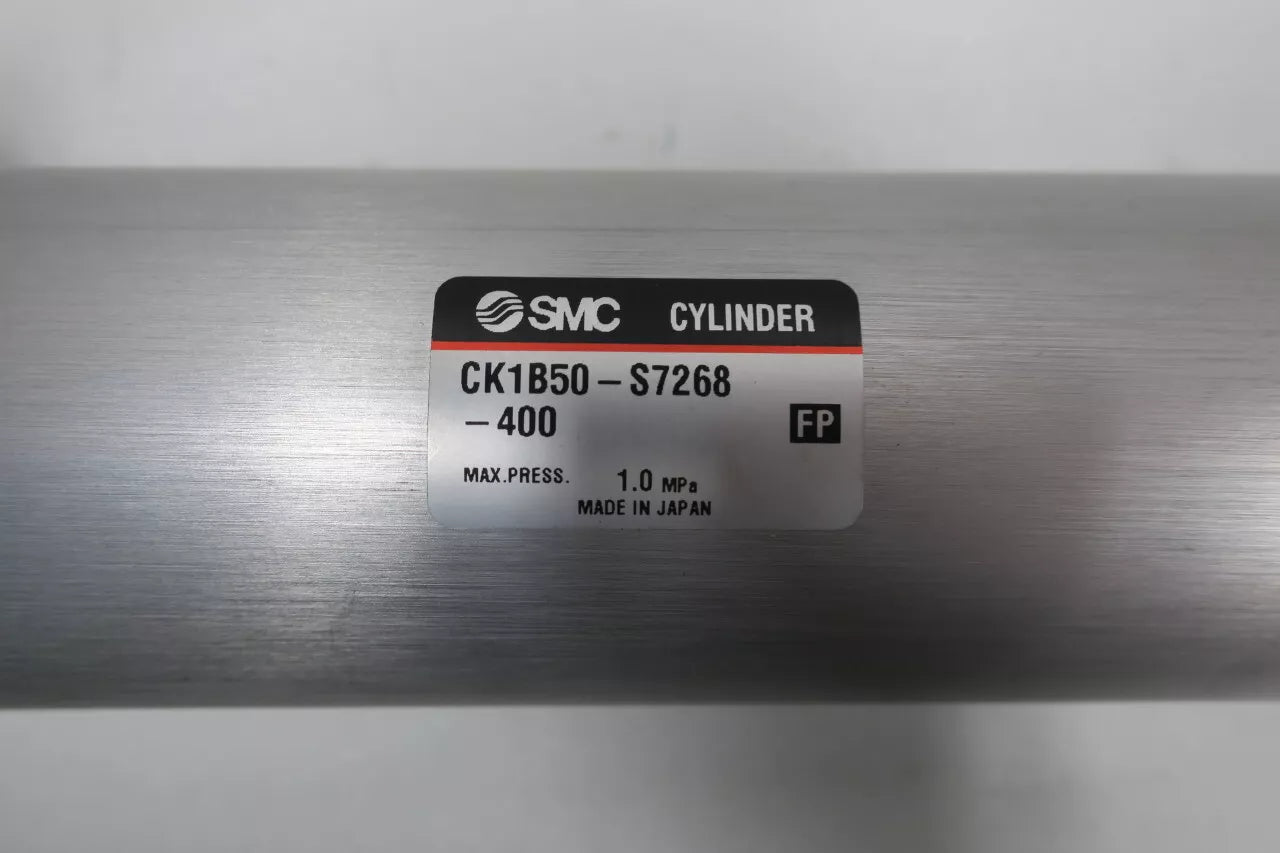 SMC CYLINDER
CK1B50-S7268
-400
FP
MAX.PRESS. 1.0 MPa
MADE IN JAPAN